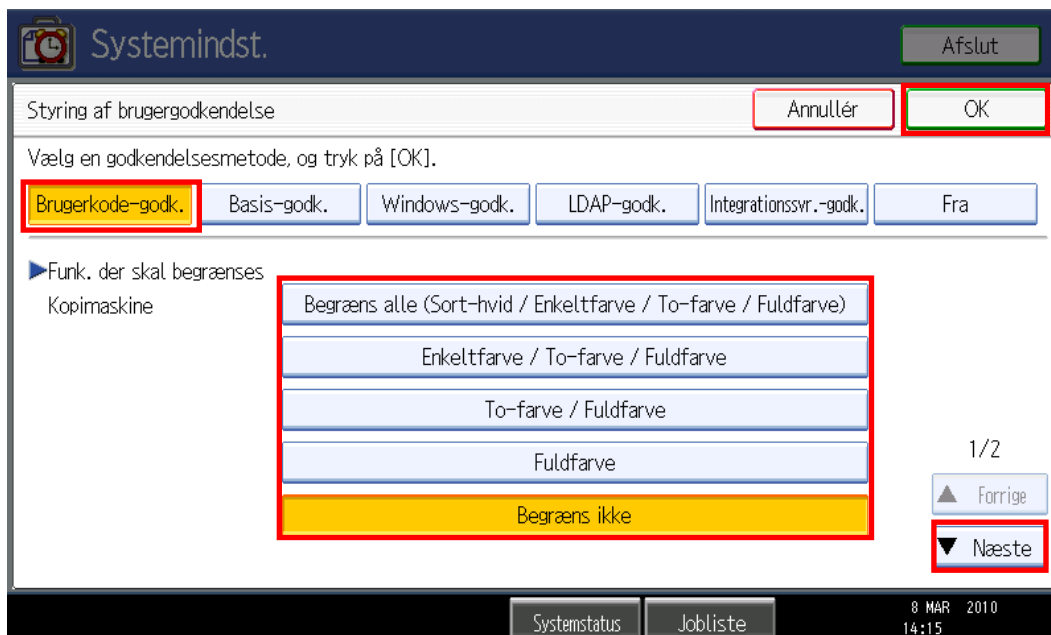 Systemindst.
Afslut
Styring af brugergodkendelse
Annullér
OK
Vælg en godkendelsesmetode, og tryk på [OK].
Brugerkode-godk.
Basis-godk.
Windows-godk.
LDAP-godk.
Integrationssvr.-godk.
Fra
▶Funk. der skal begrænses
Kopimaskine
Begræns alle (Sort-hvid / Enkeltfarve / To-farve / Fuldfarve)
Enkeltfarve / To-farve / Fuldfarve
To-farve / Fuldfarve
Fuldfarve
Begræns ikke
1/2
▲ Forrige
▼ Næste
Systemstatus
Jobliste
8 MAR 2010
14:15